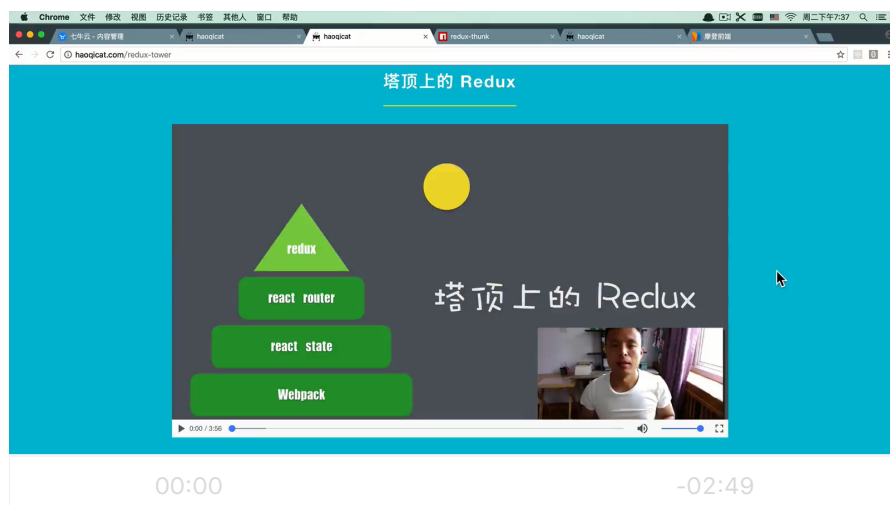 Chrome 文件 修改 视图 历史记录 书签 其他人 窗口 帮助 周二下午7:37
七牛云 - 内容管理 haoqicat haoqicat redux-thunk haoqicat 摩登前端
haoqicat.com/redux-tower
塔顶上的 Redux
redux
react router
塔顶上的 Redux
react state
Webpack
0:00 / 3:56
00:00 -02:49